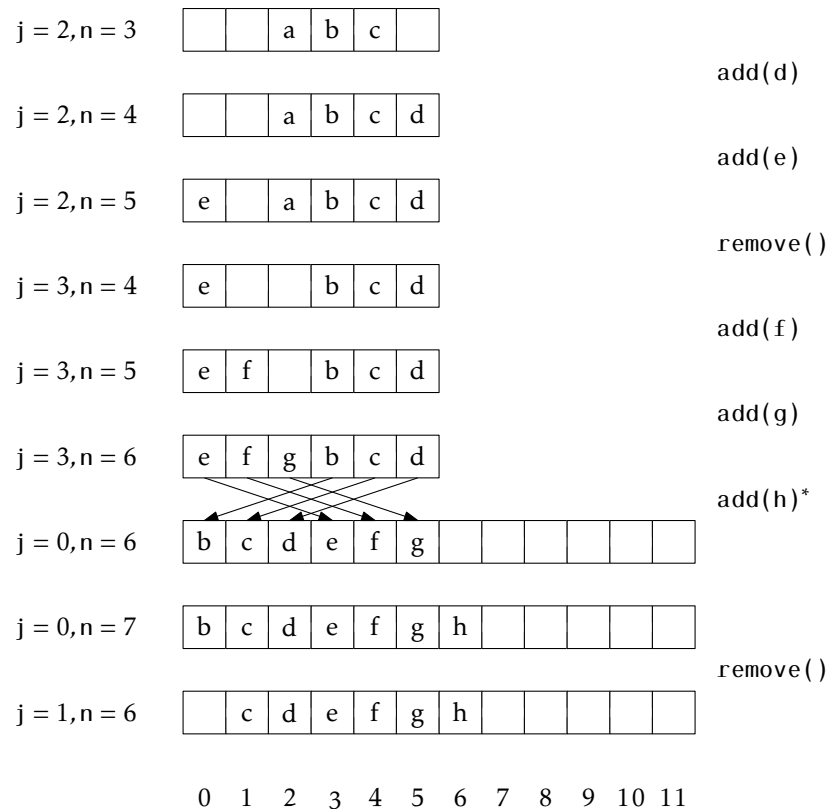 j = 2, n = 3 a b c
add(d)
j = 2, n = 4 a b c d
add(e)
j = 2, n = 5 e a b c d
remove()
j = 3, n = 4 e b c d
add(f)
j = 3, n = 5 e f b c d
add(g)
j = 3, n = 6 e f g b c d
add(h)*
j = 0, n = 6 b c d e f g
j = 0, n = 7 b c d e f g h
remove()
j = 1, n = 6 c d e f g h
0 1 2 3 4 5 6 7 8 9 10 11